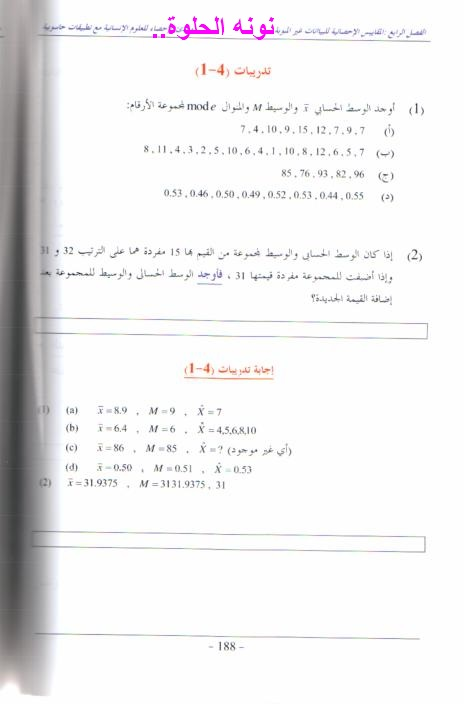 نونه الحلوة..
الفصل الرابع :المقاييس الإحصائية للبيانات غير المبوبة الإحصاء للعلوم الإنسانية مع تطبيقات حاسوبية
تدريبات (4-1)
(1) أوجد الوسط الحسابي x̄ والوسيط M والمنوال mode لمجموعة الأرقام:
(أ) 7 , 4 , 10 , 9 , 15 , 12 , 7 , 9 , 7
(ب) 8 , 11 , 4 , 3 , 2 , 5 , 10 , 6 , 4 , 1 , 10 , 8 , 12 , 6 , 5 , 7
(ج) 85 , 76 , 93 , 82 , 96
(د) 0.53 , 0.46 , 0.50 , 0.49 , 0.52 , 0.53 , 0.44 , 0.55
(2) إذا كان الوسط الحسابي والوسيط لمجموعة من القيم بها 15 مفردة هما على الترتيب 32 و 31
وإذا أضيفت للمجموعة مفردة قيمتها 31 ، فأوجد الوسط الحسابي والوسيط للمجموعة بعد
إضافة القيمة الجديدة؟
إجابة تدريبات (4-1)
(1) (a) x̄ = 8.9 , M = 9 , X̂ = 7
(b) x̄ = 6.4 , M = 6 , X̂ = 4,5,6,8,10
(c) x̄ = 86 , M = 85 , X̂ = ? (أي غير موجود)
(d) x̄ = 0.50 , M = 0.51 , X̂ = 0.53
(2) x̄ = 31.9375 , M = 3131.9375 , 31
- 188 -